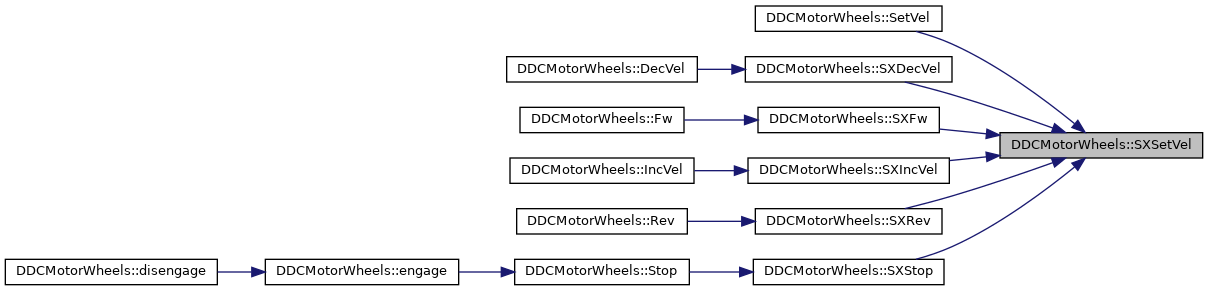 DDCMotorWheels::SetVel
DDCMotorWheels::DecVel
DDCMotorWheels::SXDecVel
DDCMotorWheels::Fw
DDCMotorWheels::SXFw
DDCMotorWheels::SXSetVel
DDCMotorWheels::IncVel
DDCMotorWheels::SXIncVel
DDCMotorWheels::Rev
DDCMotorWheels::SXRev
DDCMotorWheels::disengage
DDCMotorWheels::engage
DDCMotorWheels::Stop
DDCMotorWheels::SXStop